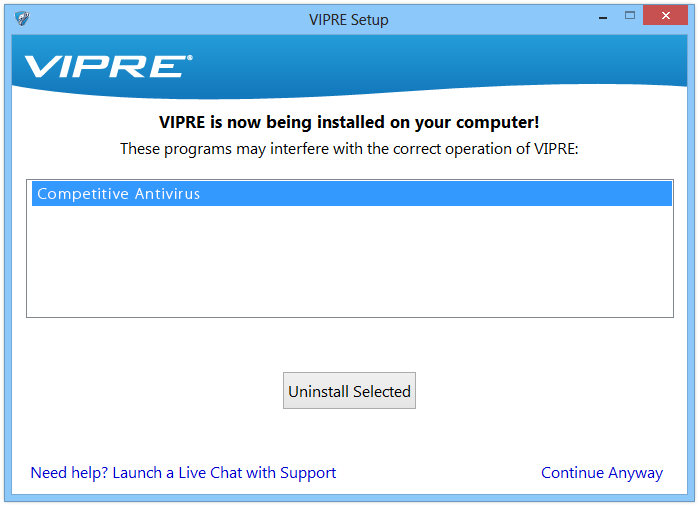 VIPRE Setup
VIPRE®
VIPRE is now being installed on your computer!
These programs may interfere with the correct operation of VIPRE:
Competitive Antivirus
Uninstall Selected
Need help? Launch a Live Chat with Support
Continue Anyway